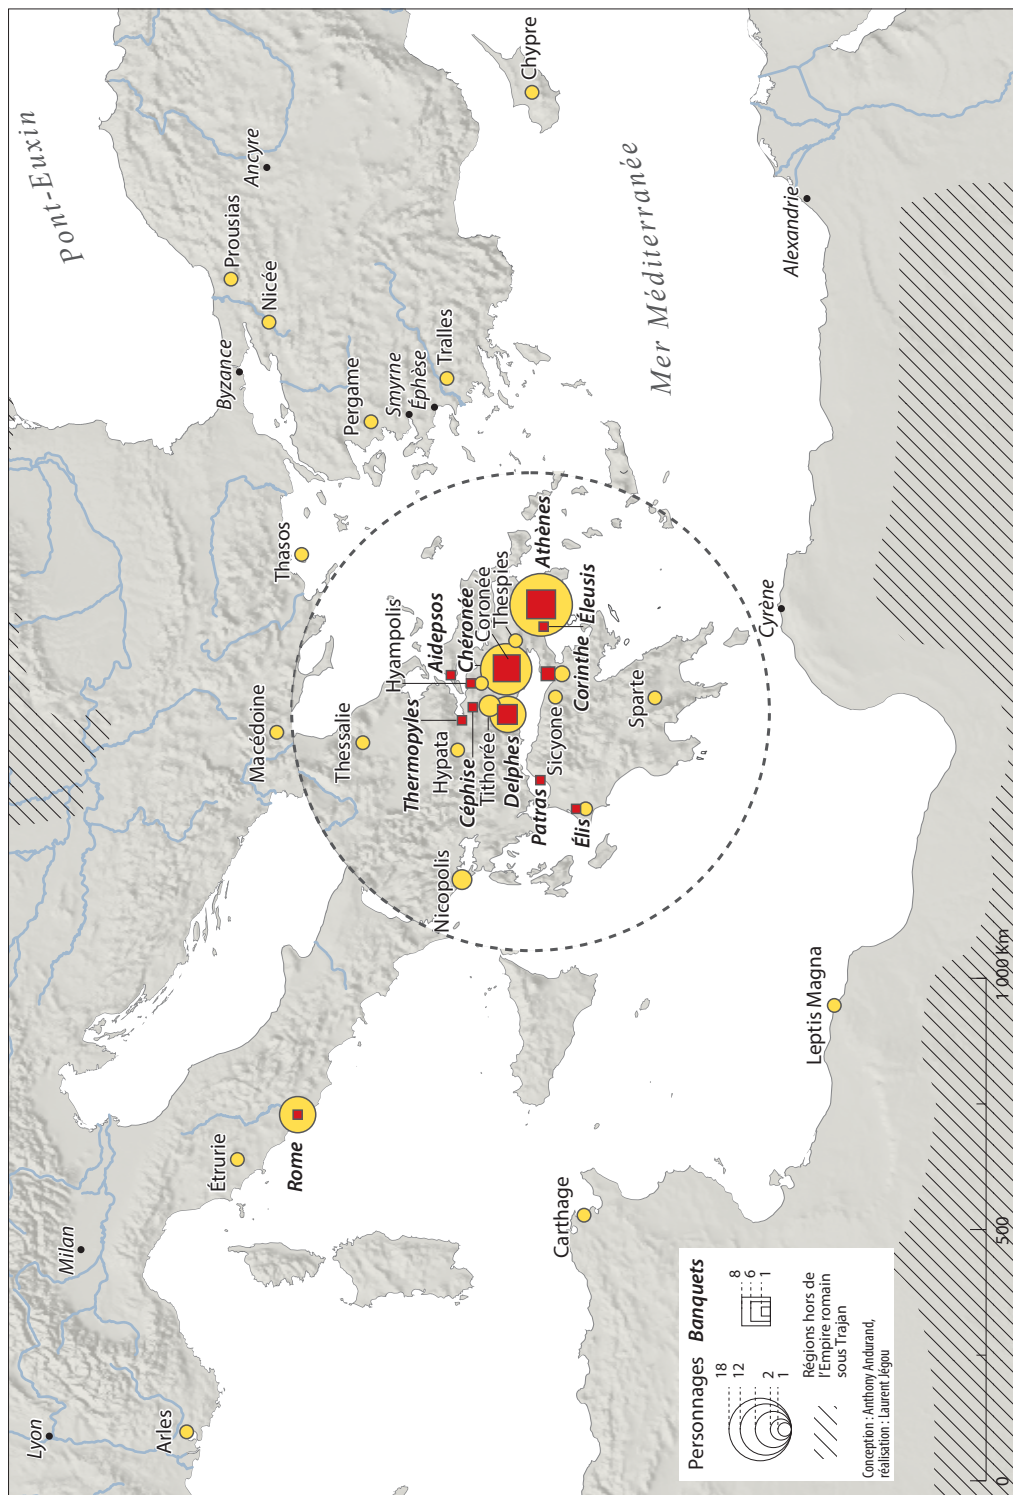 Pont-Euxin
Mer Méditerranée
Lyon
Milan
Arles
Étrurie
Rome
Carthage
Leptis Magna
Cyrène
Alexandrie
Chypre
Ancyre
Prousias
Nicée
Byzance
Pergame
Smyrne
Éphèse
Tralles
Thasos
Macédoine
Thessalie
Hyampolis
Aidepsos
Chéronée
Coronée
Thespies
Athènes
Éleusis
Thermopyles
Hypata
Céphise
Tithorée
Delphes
Corinthe
Sicyone
Sparte
Patras
Élis
Nicopolis
Personnages
18
12
2
1
Banquets
8
6
1
Régions hors de
l'Empire romain
sous Trajan
Conception : Anthony Andurand,
réalisation : Laurent Jégou
0
500
1 000 Km